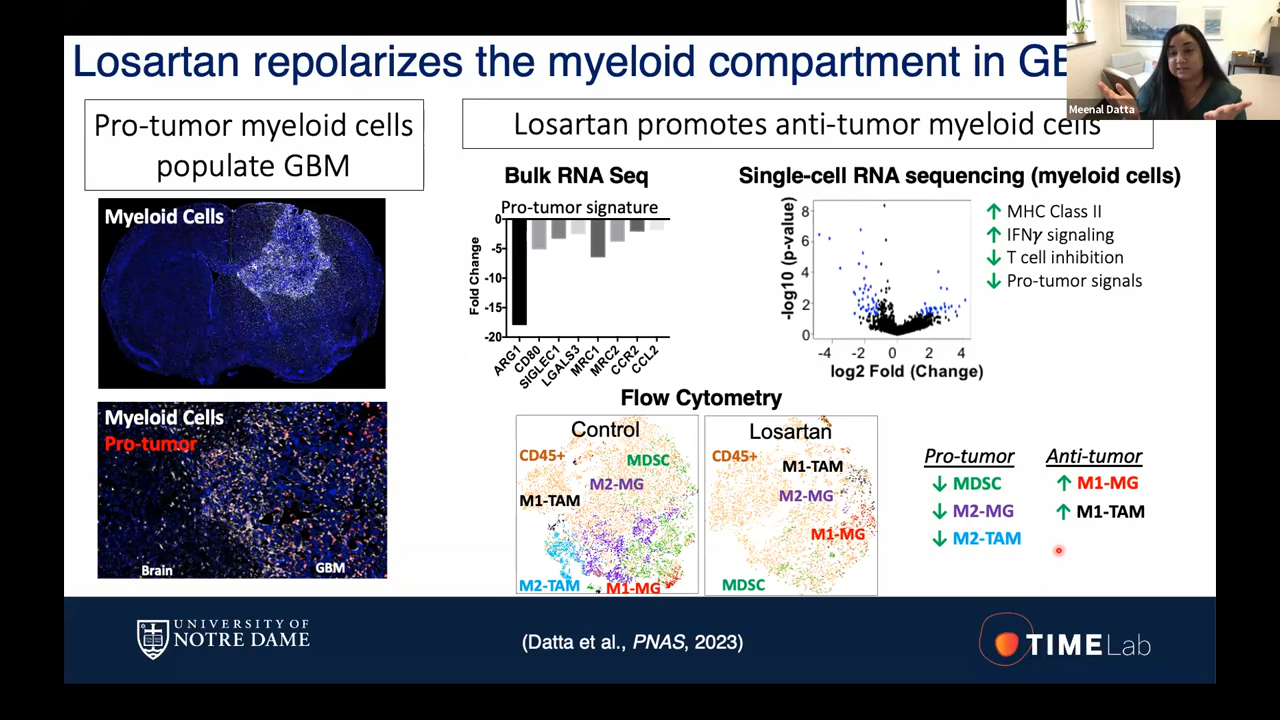 Losartan repolarizes the myeloid compartment in GB
Meenal Datta
Pro-tumor myeloid cells
populate GBM
Losartan promotes anti-tumor myeloid cells
Myeloid Cells
Myeloid Cells
Pro-tumor
Brain
GBM
Bulk RNA Seq
Pro-tumor signature
Fold Change
0
-5
-10
-15
-20
ARG1
CD80
SIGLEC1
LGALS3
MRC1
MRC2
CCR2
CCL2
Single-cell RNA sequencing (myeloid cells)
-log10 (p-value)
8
6
4
2
0
-4 -2 0 2 4
log2 Fold (Change)
↑ MHC Class II
↑ IFNγ signaling
↓ T cell inhibition
↓ Pro-tumor signals
Flow Cytometry
Control
CD45+
MDSC
M2-MG
M1-TAM
M2-TAM
M1-MG
Losartan
CD45+
M1-TAM
M2-MG
M1-MG
MDSC
Pro-tumor
↓ MDSC
↓ M2-MG
↓ M2-TAM
Anti-tumor
↑ M1-MG
↑ M1-TAM
UNIVERSITY OF
NOTRE DAME
(Datta et al., PNAS, 2023)
TIME Lab